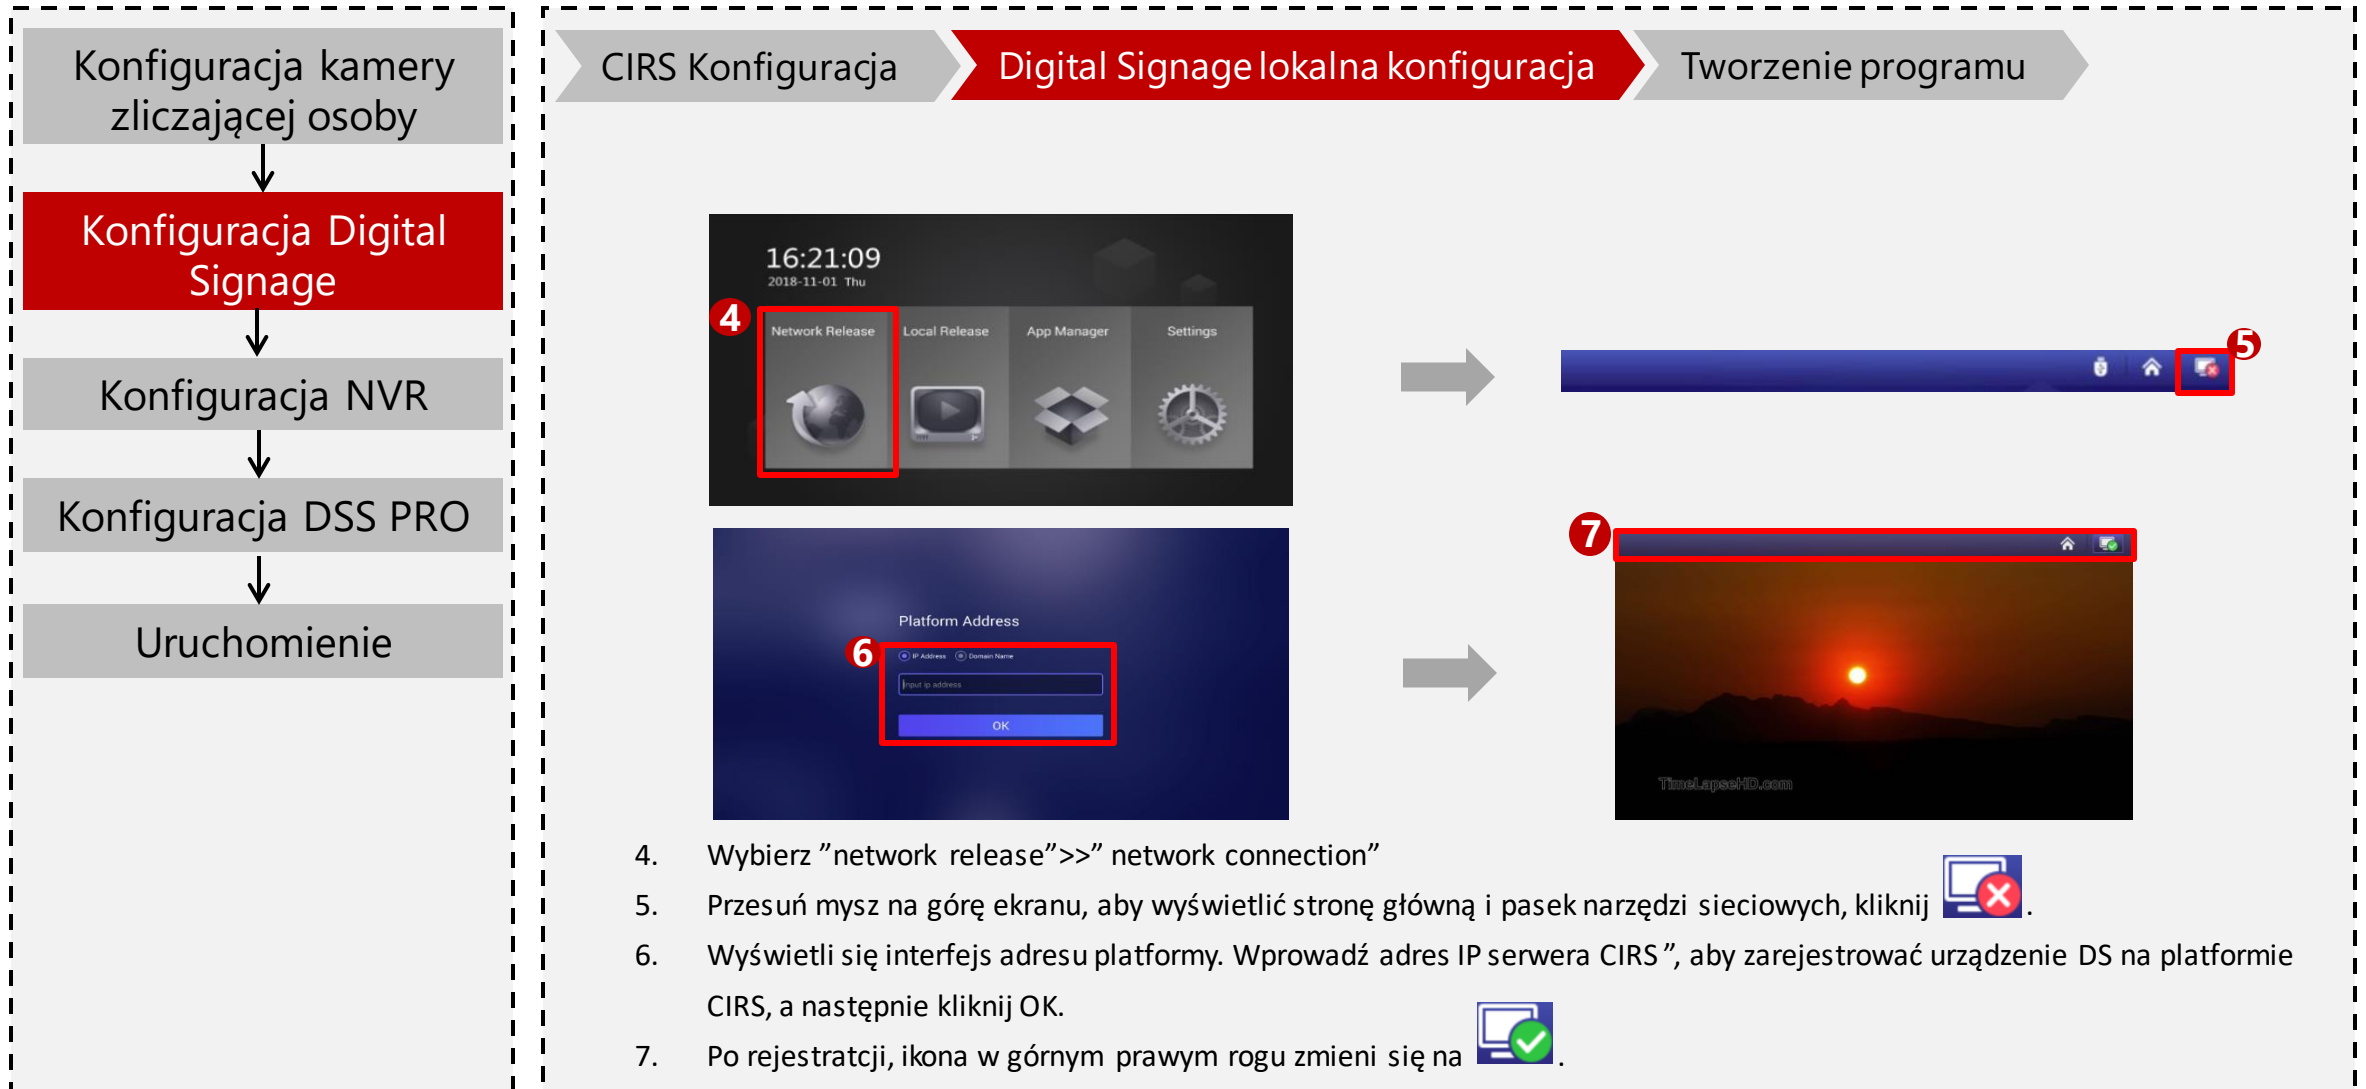 Konfiguracja kamery
zliczającej osoby
Konfiguracja Digital
Signage
Konfiguracja NVR
Konfiguracja DSS PRO
Uruchomienie
CIRS Konfiguracja
Digital Signage lokalna konfiguracja
Tworzenie programu
16:21:09
2018-11-01 Thu
4
Network Release
Local Release
App Manager
Settings
5
Platform Address
6
IP Address
Domain Name
Input ip address
OK
7
TimeLapseHD.com
4. Wybierz ”network release”>>” network connection”
5. Przesuń mysz na górę ekranu, aby wyświetlić stronę główną i pasek narzędzi sieciowych, kliknij .
6. Wyświetli się interfejs adresu platformy. Wprowadź adres IP serwera CIRS”, aby zarejestrować urządzenie DS na platformie
CIRS, a następnie kliknij OK.
7. Po rejestratcji, ikona w górnym prawym rogu zmieni się na .